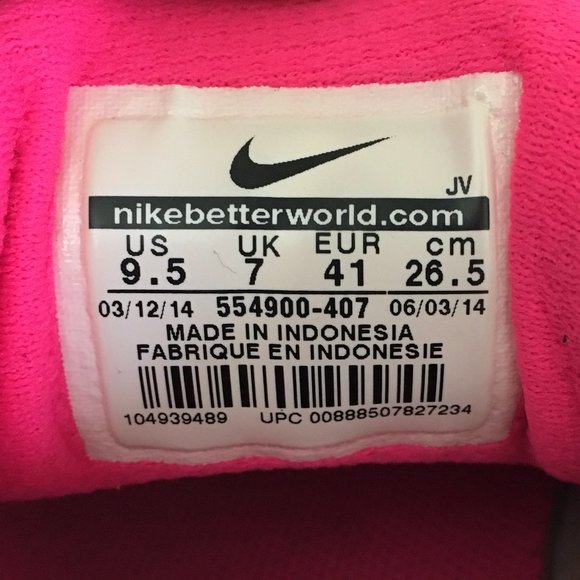 JV
nikebetterworld.com
US UK EUR cm
9.5 7 41 26.5
03/12/14 554900-407 06/03/14
MADE IN INDONESIA
FABRIQUE EN INDONESIE
104939489 UPC 00888507827234